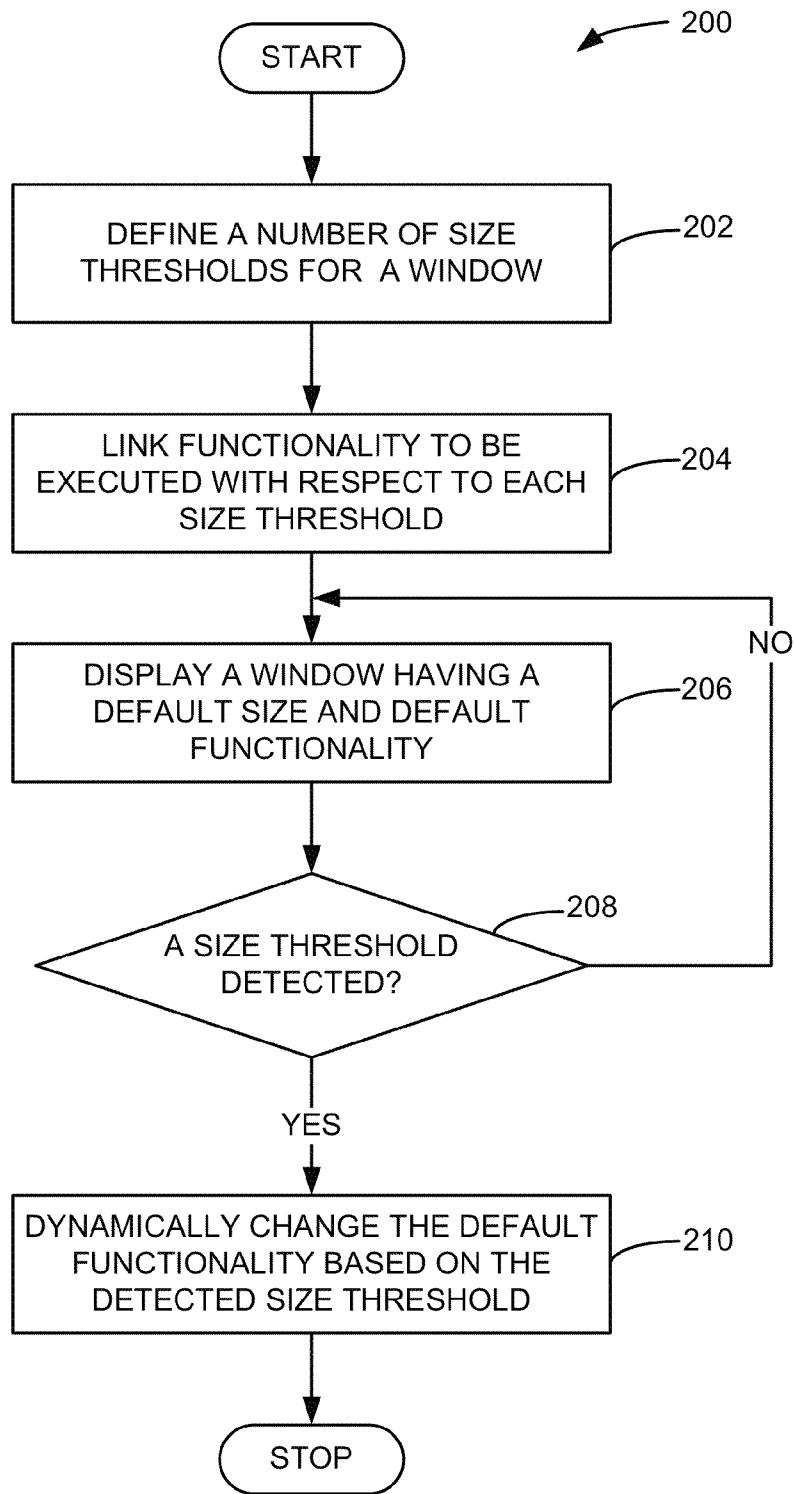 200
START
DEFINE A NUMBER OF SIZE
THRESHOLDS FOR A WINDOW
202
LINK FUNCTIONALITY TO BE
EXECUTED WITH RESPECT TO EACH
SIZE THRESHOLD
204
NO
DISPLAY A WINDOW HAVING A
DEFAULT SIZE AND DEFAULT
FUNCTIONALITY
206
208
A SIZE THRESHOLD
DETECTED?
YES
DYNAMICALLY CHANGE THE DEFAULT
FUNCTIONALITY BASED ON THE
DETECTED SIZE THRESHOLD
210
STOP